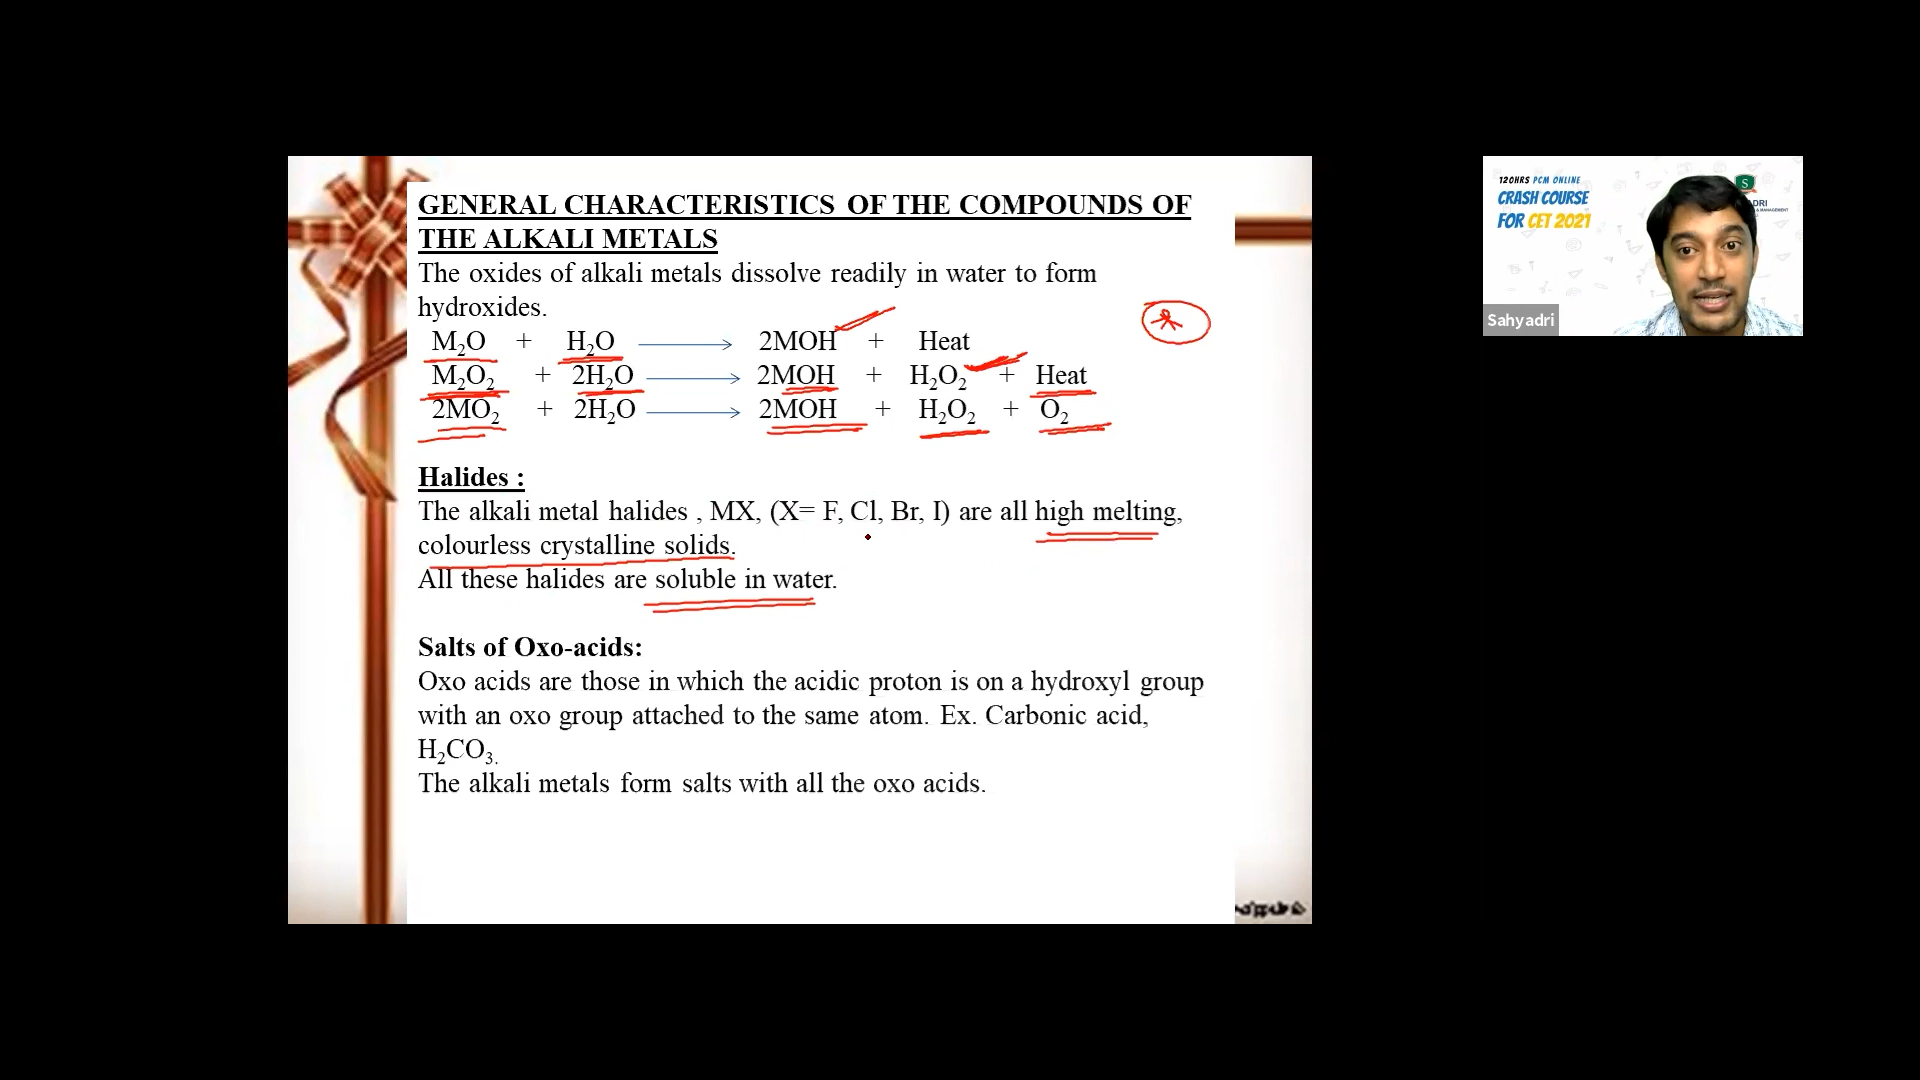 GENERAL CHARACTERISTICS OF THE COMPOUNDS OF
THE ALKALI METALS
The oxides of alkali metals dissolve readily in water to form
hydroxides.
M₂O + H₂O ⟶ 2MOH + Heat
M₂O₂ + 2H₂O ⟶ 2MOH + H₂O₂ + Heat
2MO₂ + 2H₂O ⟶ 2MOH + H₂O₂ + O₂
Halides :
The alkali metal halides , MX, (X= F, Cl, Br, I) are all high melting,
colourless crystalline solids.
All these halides are soluble in water.
Salts of Oxo-acids:
Oxo acids are those in which the acidic proton is on a hydroxyl group
with an oxo group attached to the same atom. Ex. Carbonic acid,
H₂CO₃.
The alkali metals form salts with all the oxo acids.
120HRS PCM ONLINE
CRASH COURSE
FOR CET 2021
S
ADRI
& MANAGEMENT
Sahyadri